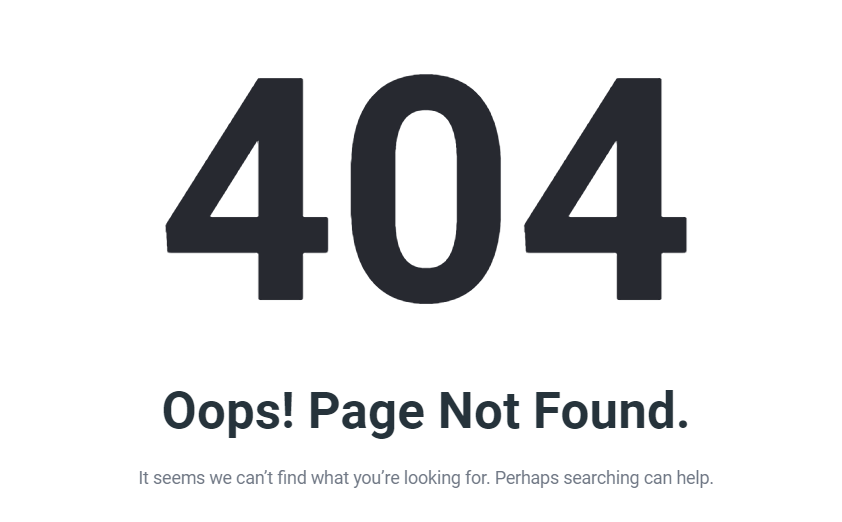 404
Oops! Page Not Found.
It seems we can’t find what you’re looking for. Perhaps searching can help.